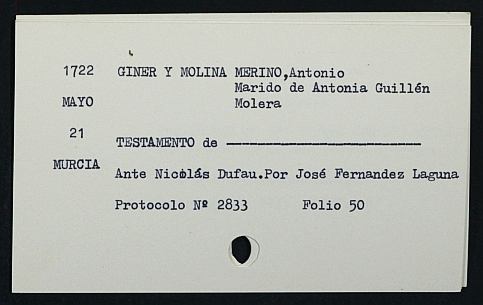 1722 GINER Y MOLINA MERINO,Antonio
Marido de Antonia Guillén
MAYO Molera
21
TESTAMENTO de
MURCIA
Ante Nicolás Dufau.Por José Fernandez Laguna
Protocolo Nº 2833 Folio 50